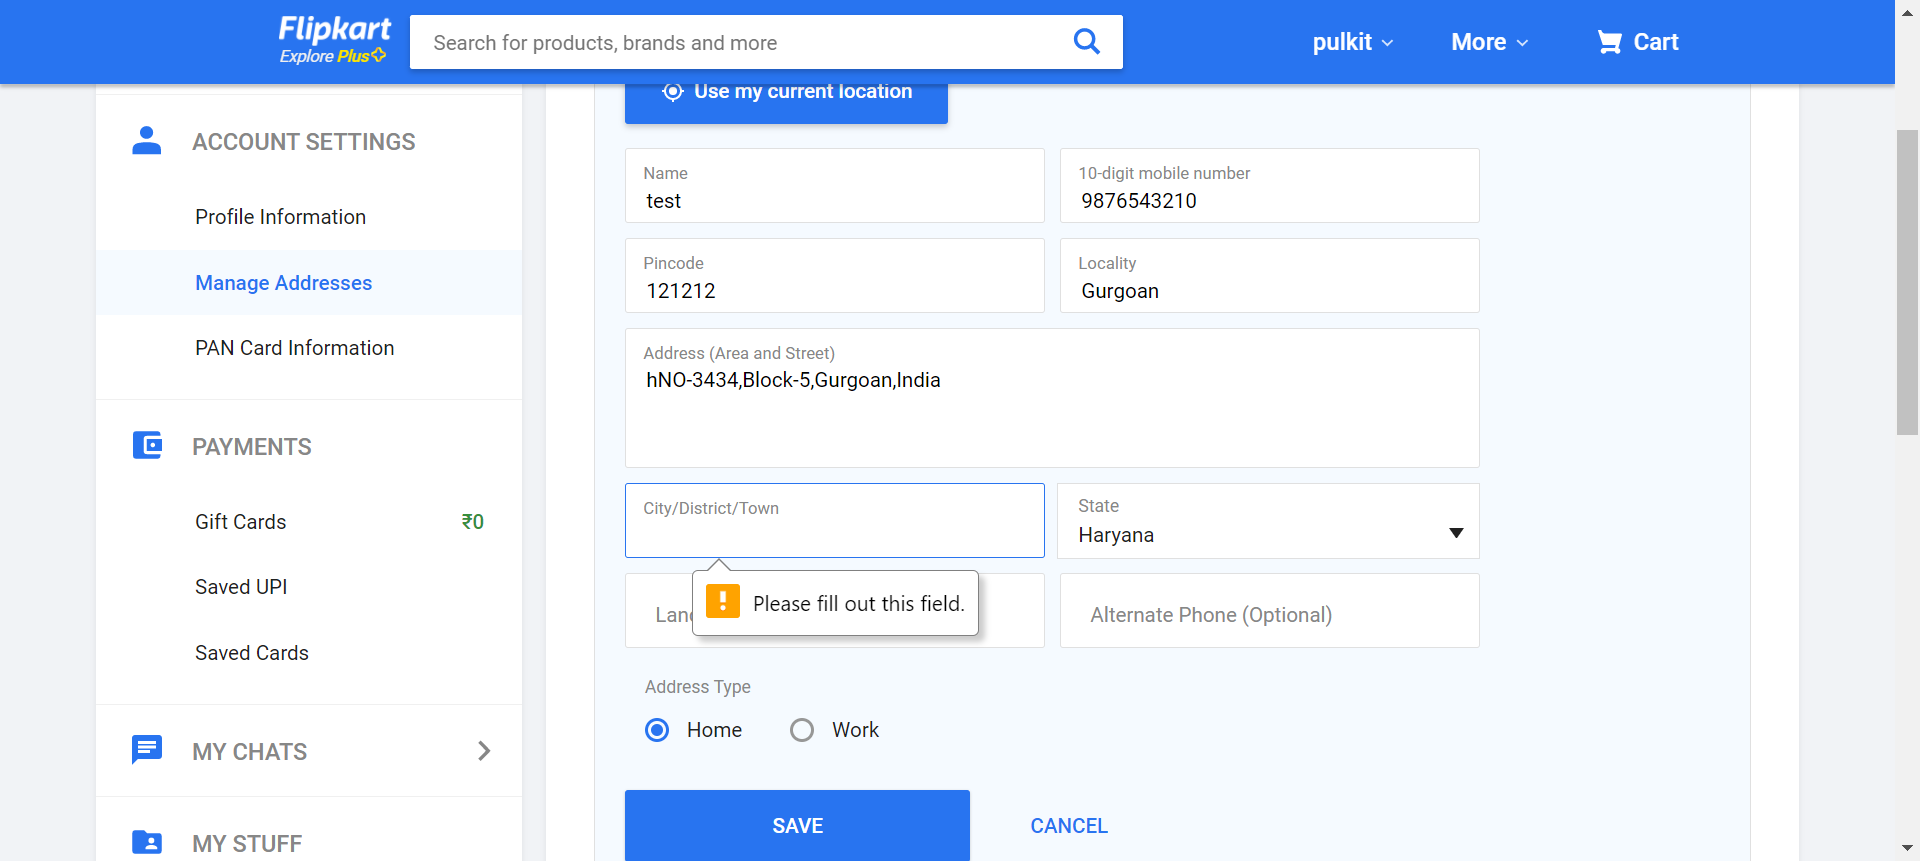 Flipkart
Explore Plus
Search for products, brands and more
pulkit
More
Cart
Use my current location
ACCOUNT SETTINGS
Profile Information
Manage Addresses
PAN Card Information
PAYMENTS
Gift Cards
₹0
Saved UPI
Saved Cards
MY CHATS
MY STUFF
Name
test
10-digit mobile number
9876543210
Pincode
121212
Locality
Gurgoan
Address (Area and Street)
hNO-3434,Block-5,Gurgoan,India
City/District/Town
State
Haryana
Please fill out this field.
Alternate Phone (Optional)
Address Type
Home
Work
SAVE
CANCEL